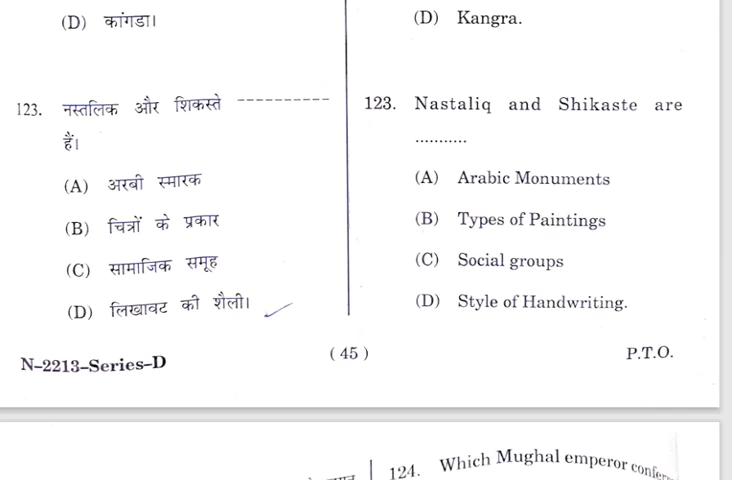 (D) कांगडा।
123. नस्तलिक और शिकस्ते ----------
हैं।
(A) अरबी स्मारक
(B) चित्रों के प्रकार
(C) सामाजिक समूह
(D) लिखावट की शैली।
(D) Kangra.
123. Nastaliq and Shikaste are
...........
(A) Arabic Monuments
(B) Types of Paintings
(C) Social groups
(D) Style of Handwriting.
N–2213–Series–D
( 45 )
P.T.O.
124. Which Mughal emperor